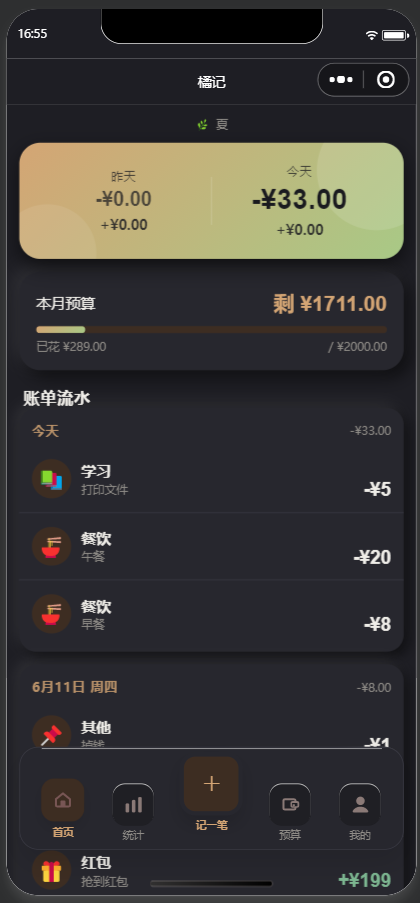 16:55
橘记
夏
昨天
-¥0.00
+¥0.00
今天
-¥33.00
+¥0.00
本月预算
剩 ¥1711.00
已花 ¥289.00
/ ¥2000.00
账单流水
今天
-¥33.00
学习
打印文件
-¥5
餐饮
午餐
-¥20
餐饮
早餐
-¥8
6月11日 周四
-¥8.00
其他
-¥1
首页
统计
记一笔
预算
我的
红包
抢到红包
+¥199